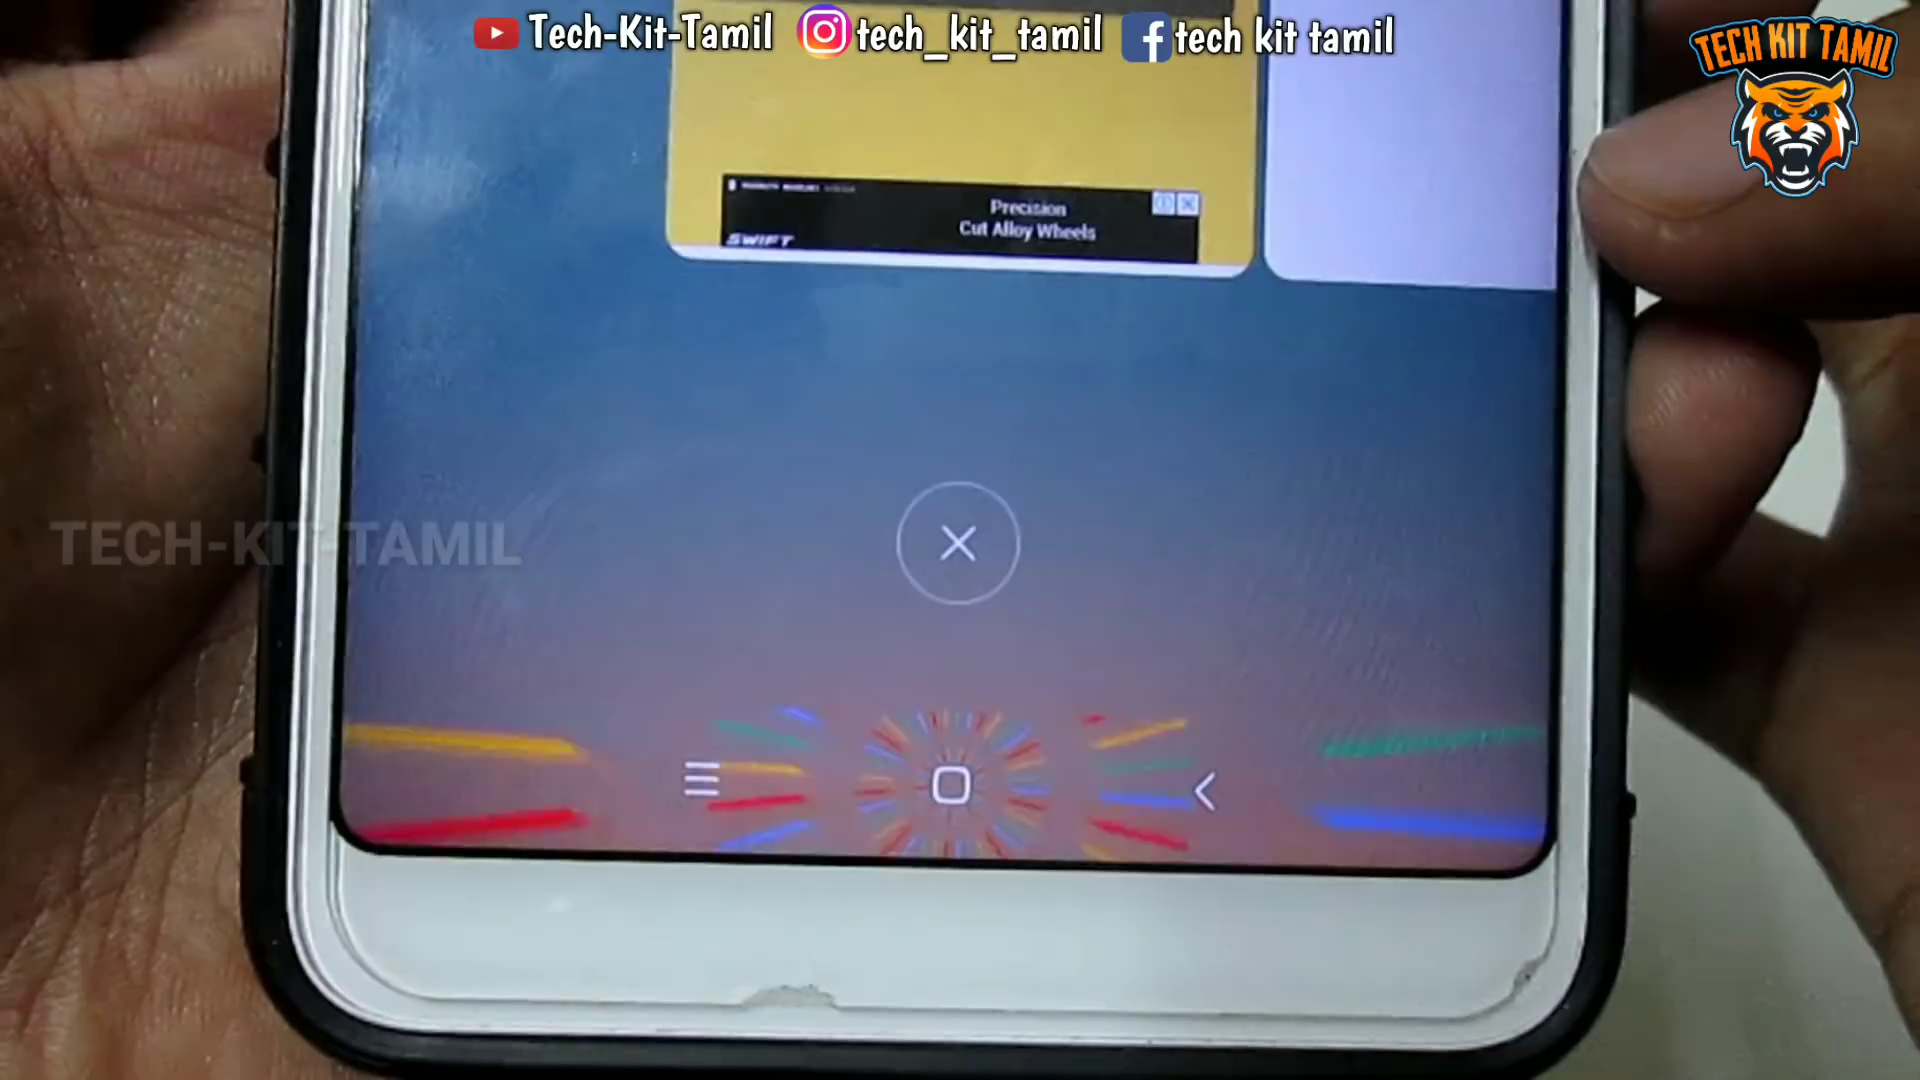 Tech-Kit-Tamil
tech_kit_tamil
tech kit tamil
TECH KIT TAMIL
Precision
Cut Alloy Wheels
SWIFT
TECH-KIT-TAMIL